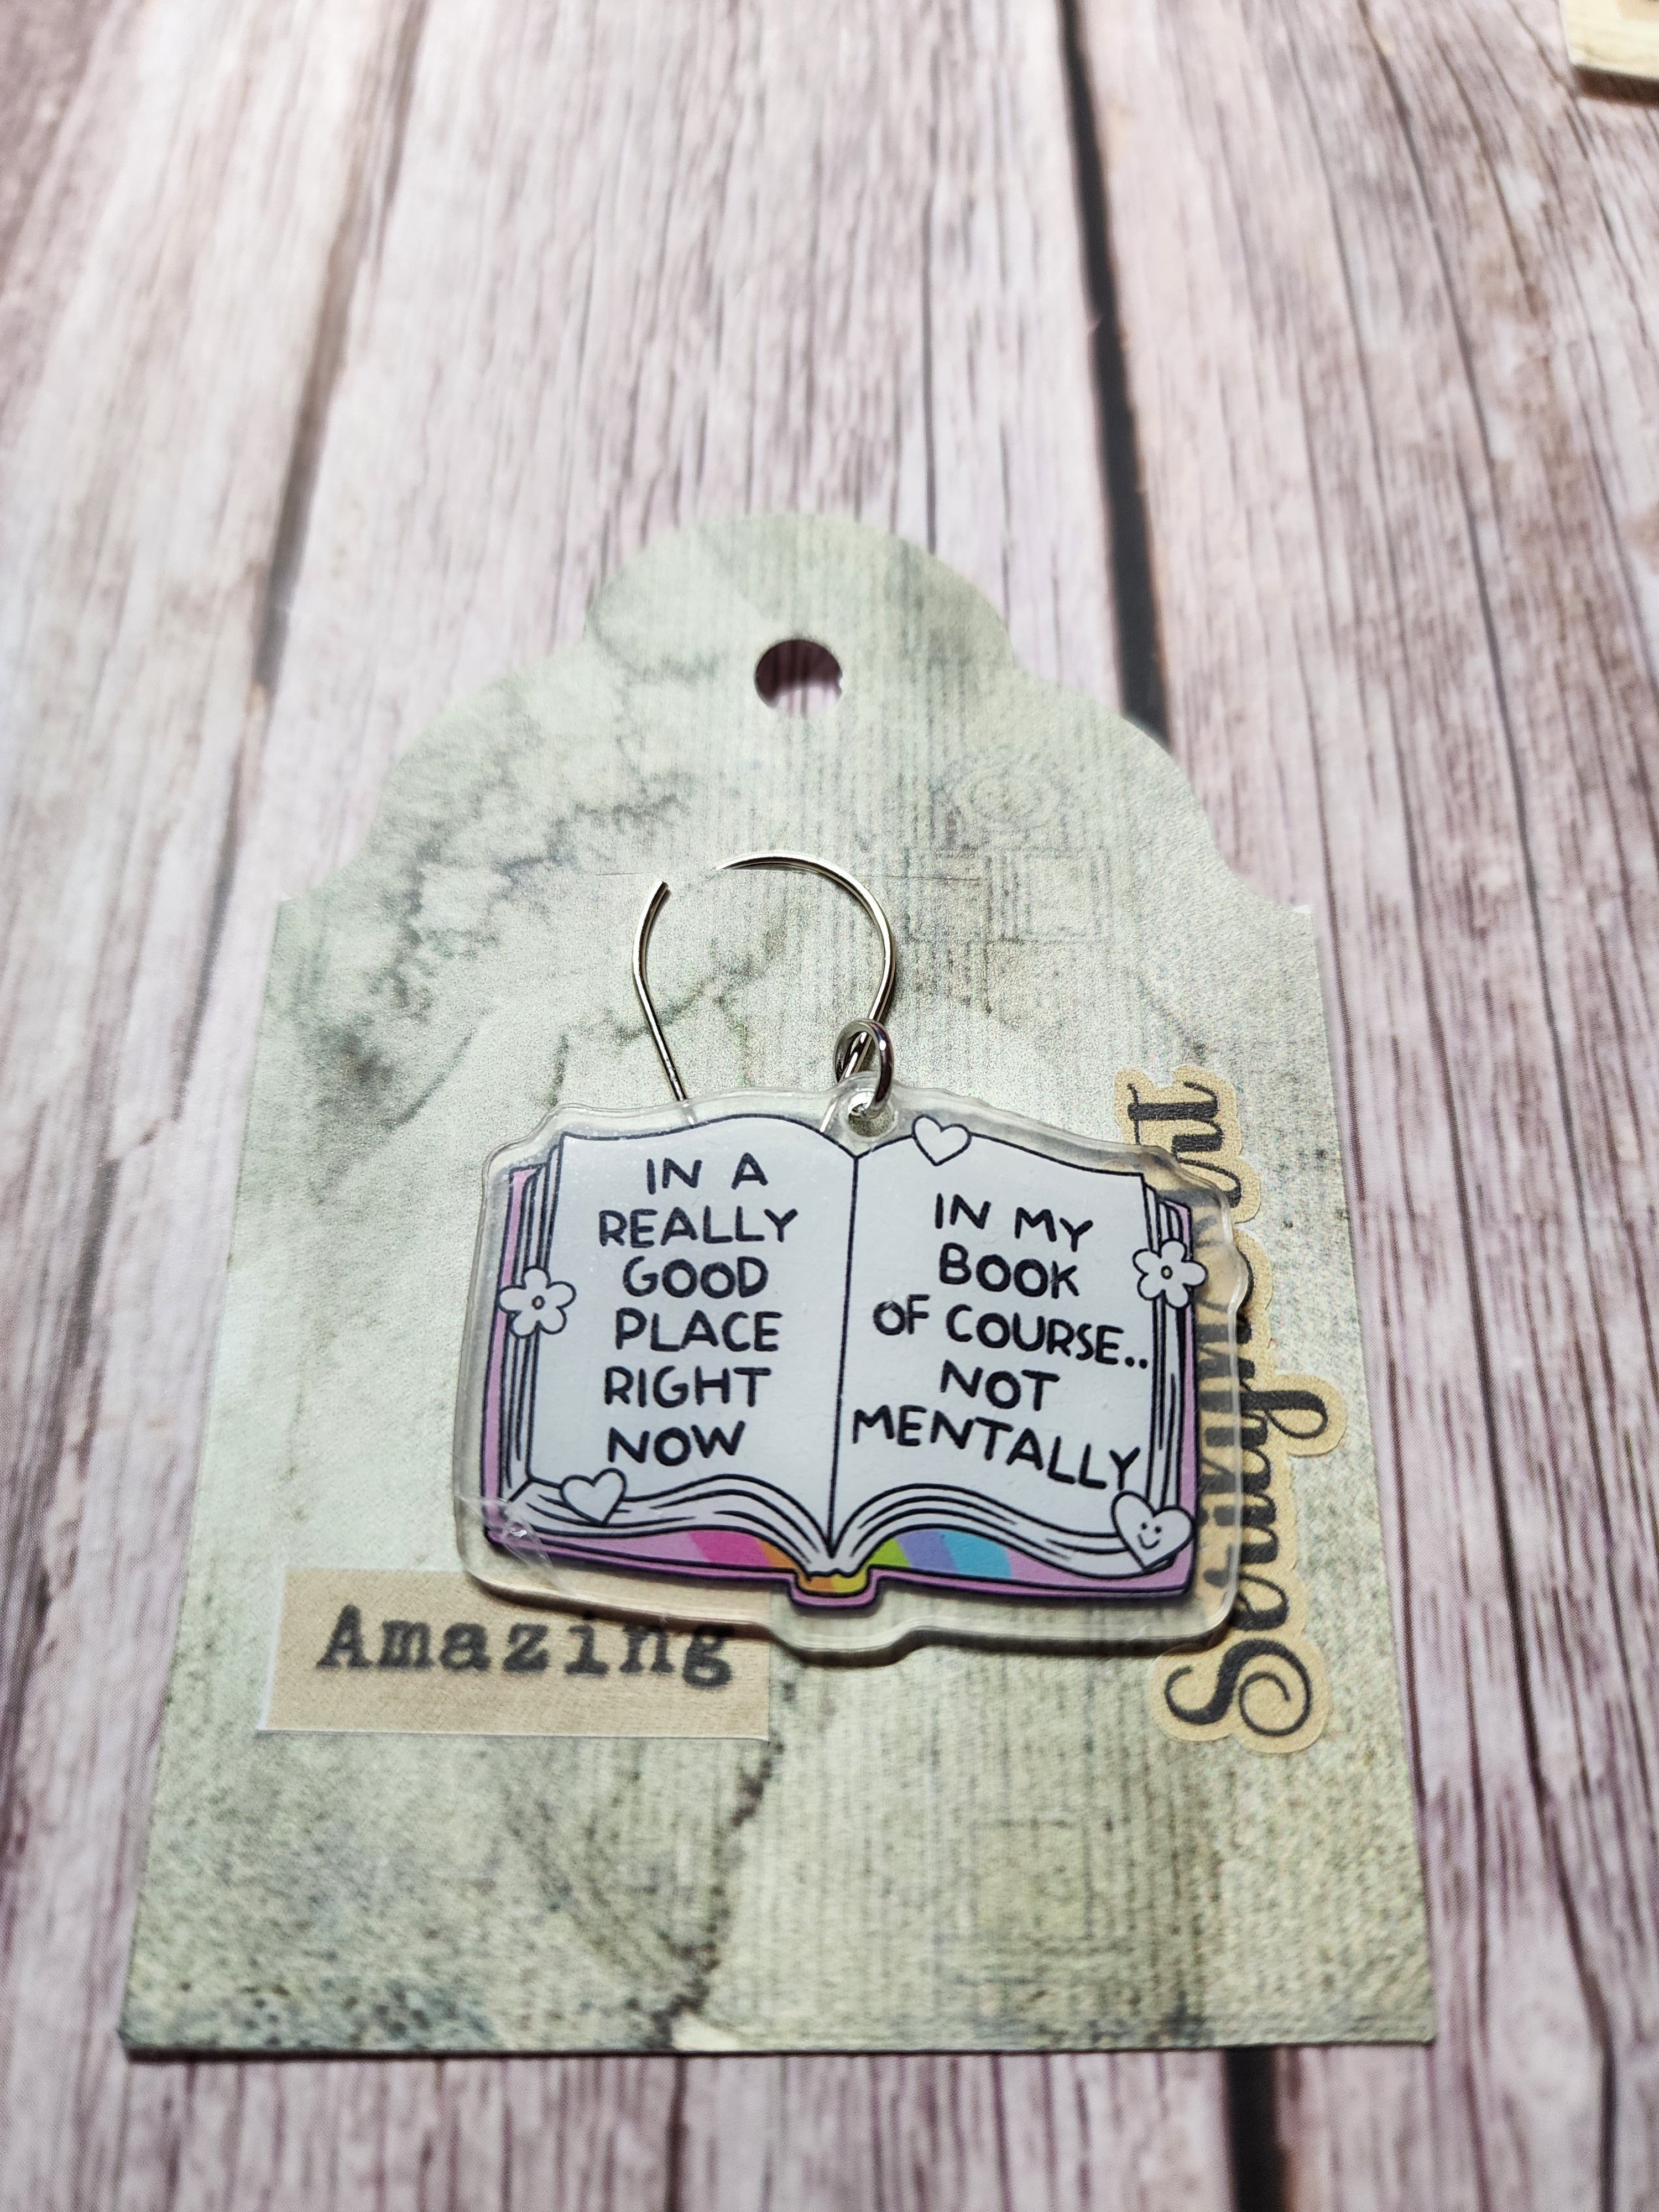 IN A
REALLY
GOOD
PLACE
RIGHT
NOW
IN MY
BOOK
OF COURSE..
NOT
MENTALLY
Amazing